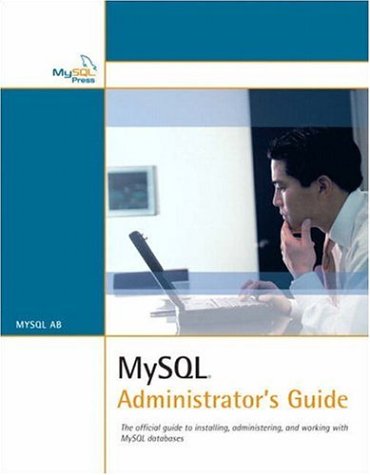 MySQL
Press
MYSQL AB
MySQL®
Administrator's Guide
The official guide to installing, administering, and working with
MySQL databases